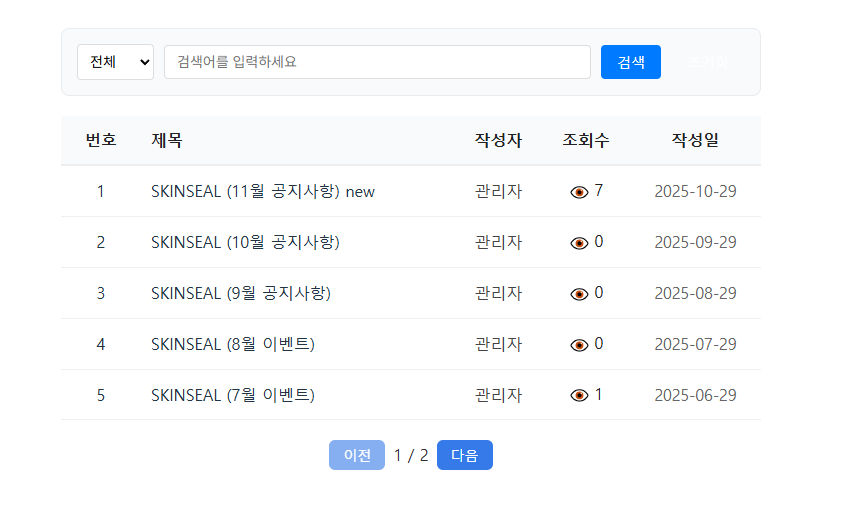 전체 검색어를 입력하세요 검색 초기화
번호 제목 작성자 조회수 작성일
1 SKINSEAL (11월 공지사항) new 관리자 7 2025-10-29
2 SKINSEAL (10월 공지사항) 관리자 0 2025-09-29
3 SKINSEAL (9월 공지사항) 관리자 0 2025-08-29
4 SKINSEAL (8월 이벤트) 관리자 0 2025-07-29
5 SKINSEAL (7월 이벤트) 관리자 1 2025-06-29
이전 1 / 2 다음